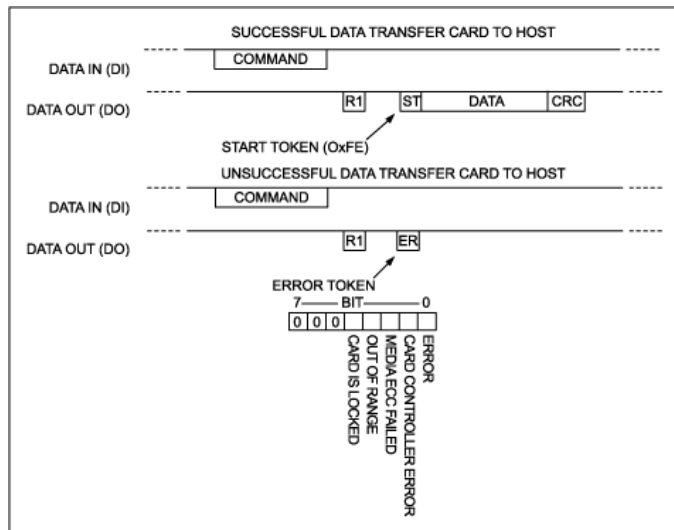 SUCCESSFUL DATA TRANSFER CARD TO HOST
DATA IN (DI)
COMMAND
DATA OUT (DO)
R1 ST DATA CRC
START TOKEN (OxFE)
UNSUCCESSFUL DATA TRANSFER CARD TO HOST
DATA IN (DI)
COMMAND
DATA OUT (DO)
R1 ER
ERROR TOKEN
7 BIT 0
0 0 0
CARD IS LOCKED
OUT OF RANGE
MEDIA ECC FAILED
CARD CONTROLLER ERROR
ERROR